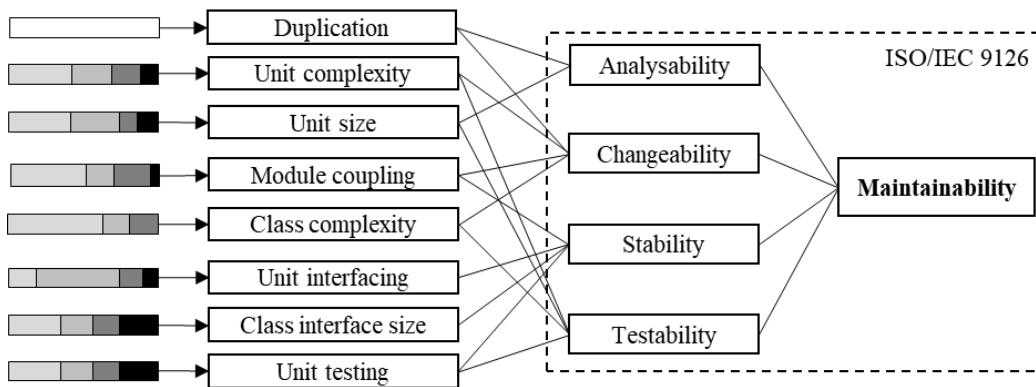 Duplication
Unit complexity
Unit size
Module coupling
Class complexity
Unit interfacing
Class interface size
Unit testing
ISO/IEC 9126
Analysability
Changeability
Stability
Testability
Maintainability